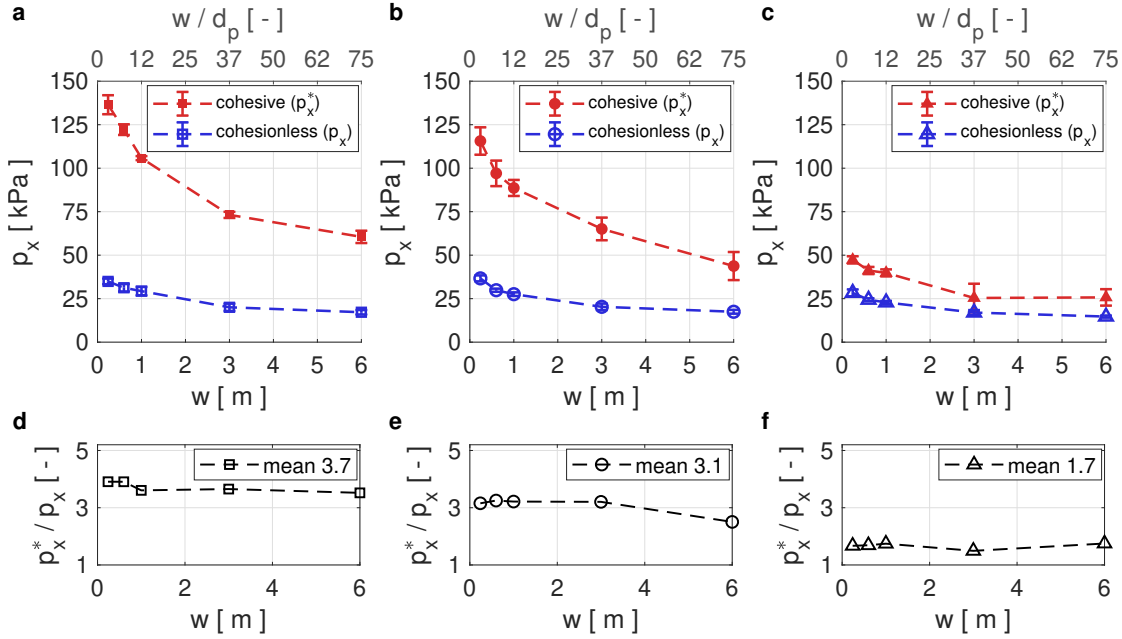 a
w / d_p [ - ]
0 12 25 37 50 62 75
150
125
100
75
50
25
0
p_x [ kPa ]
cohesive (p_x^*)
cohesionless (p_x)
0 1 2 3 4 5 6
w [ m ]
b
w / d_p [ - ]
0 12 27 37 50 62 75
150
125
100
75
50
25
0
p_x [ kPa ]
cohesive (p_x^*)
cohesionless (p_x)
0 1 2 3 4 5 6
w [ m ]
c
w / d_p [ - ]
0 12 27 37 50 62 75
150
125
100
75
50
25
0
p_x [ kPa ]
cohesive (p_x^*)
cohesionless (p_x)
0 1 2 3 4 5 6
w [ m ]
d
5
3
1
p_x^* / p_x [ - ]
mean 3.7
0 2 4 6
w [ m ]
e
5
3
1
p_x^* / p_x [ - ]
mean 3.1
0 2 4 6
w [ m ]
f
5
3
1
p_x^* / p_x [ - ]
mean 1.7
0 2 4 6
w [ m ]